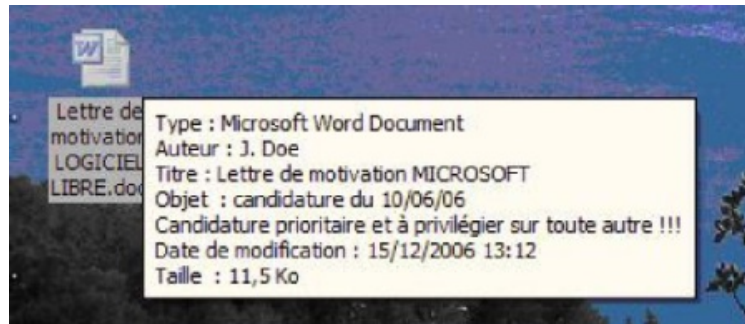 Lettre de
motivation
LOGICIEL
LIBRE.doc
Type : Microsoft Word Document
Auteur : J. Doe
Titre : Lettre de motivation MICROSOFT
Objet : candidature du 10/06/06
Candidature prioritaire et à privilégier sur toute autre !!!
Date de modification : 15/12/2006 13:12
Taille : 11,5 Ko